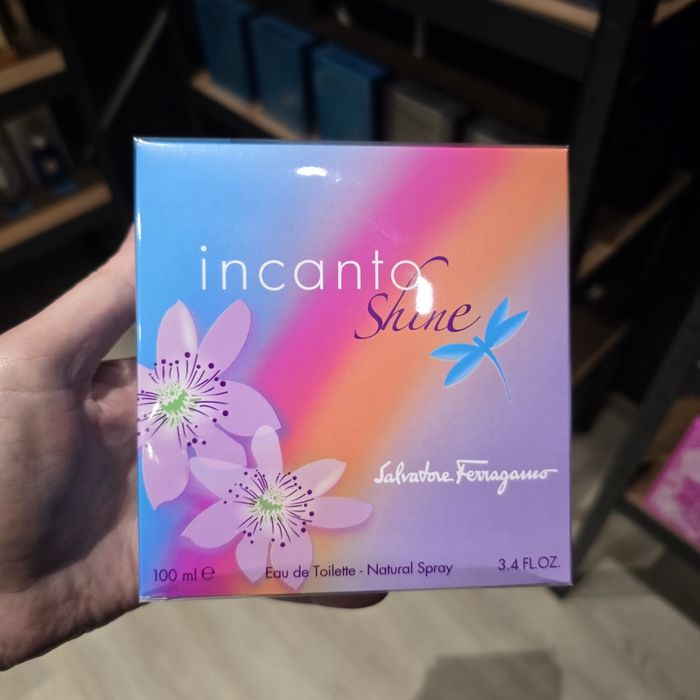 incanto
Shine
Salvatore Ferragamo
100 ml ℮ Eau de Toilette - Natural Spray 3.4 FL.OZ.